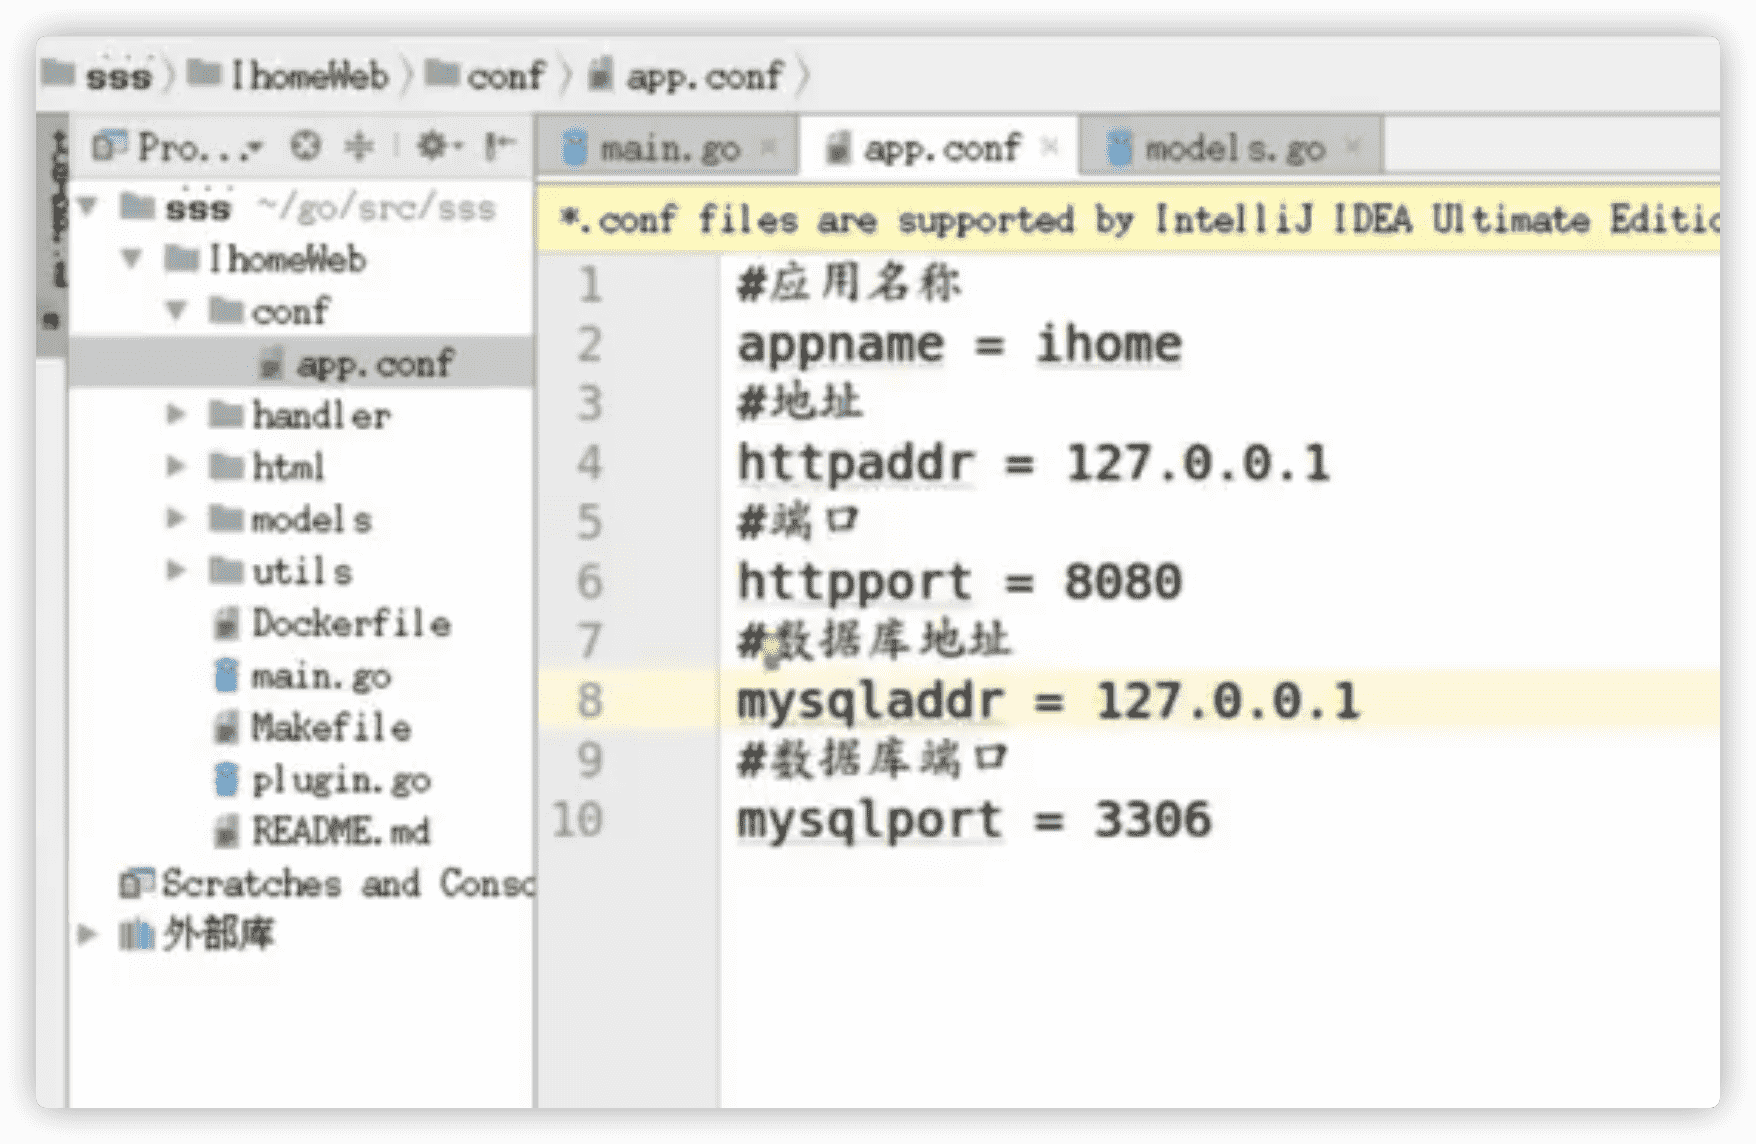 sss IhomeWeb conf app.conf
Pro...
main.go app.conf models.go
sss ~/go/src/sss
IhomeWeb
conf
app.conf
handler
html
models
utils
Dockerfile
main.go
Makefile
plugin.go
README.md
Scratches and Consc
外部库
*.conf files are supported by IntelliJ IDEA Ultimate Editic
1 #应用名称
2 appname = ihome
3 #地址
4 httpaddr = 127.0.0.1
5 #端口
6 httpport = 8080
7 #数据库地址
8 mysqladdr = 127.0.0.1
9 #数据库端口
10 mysqlport = 3306